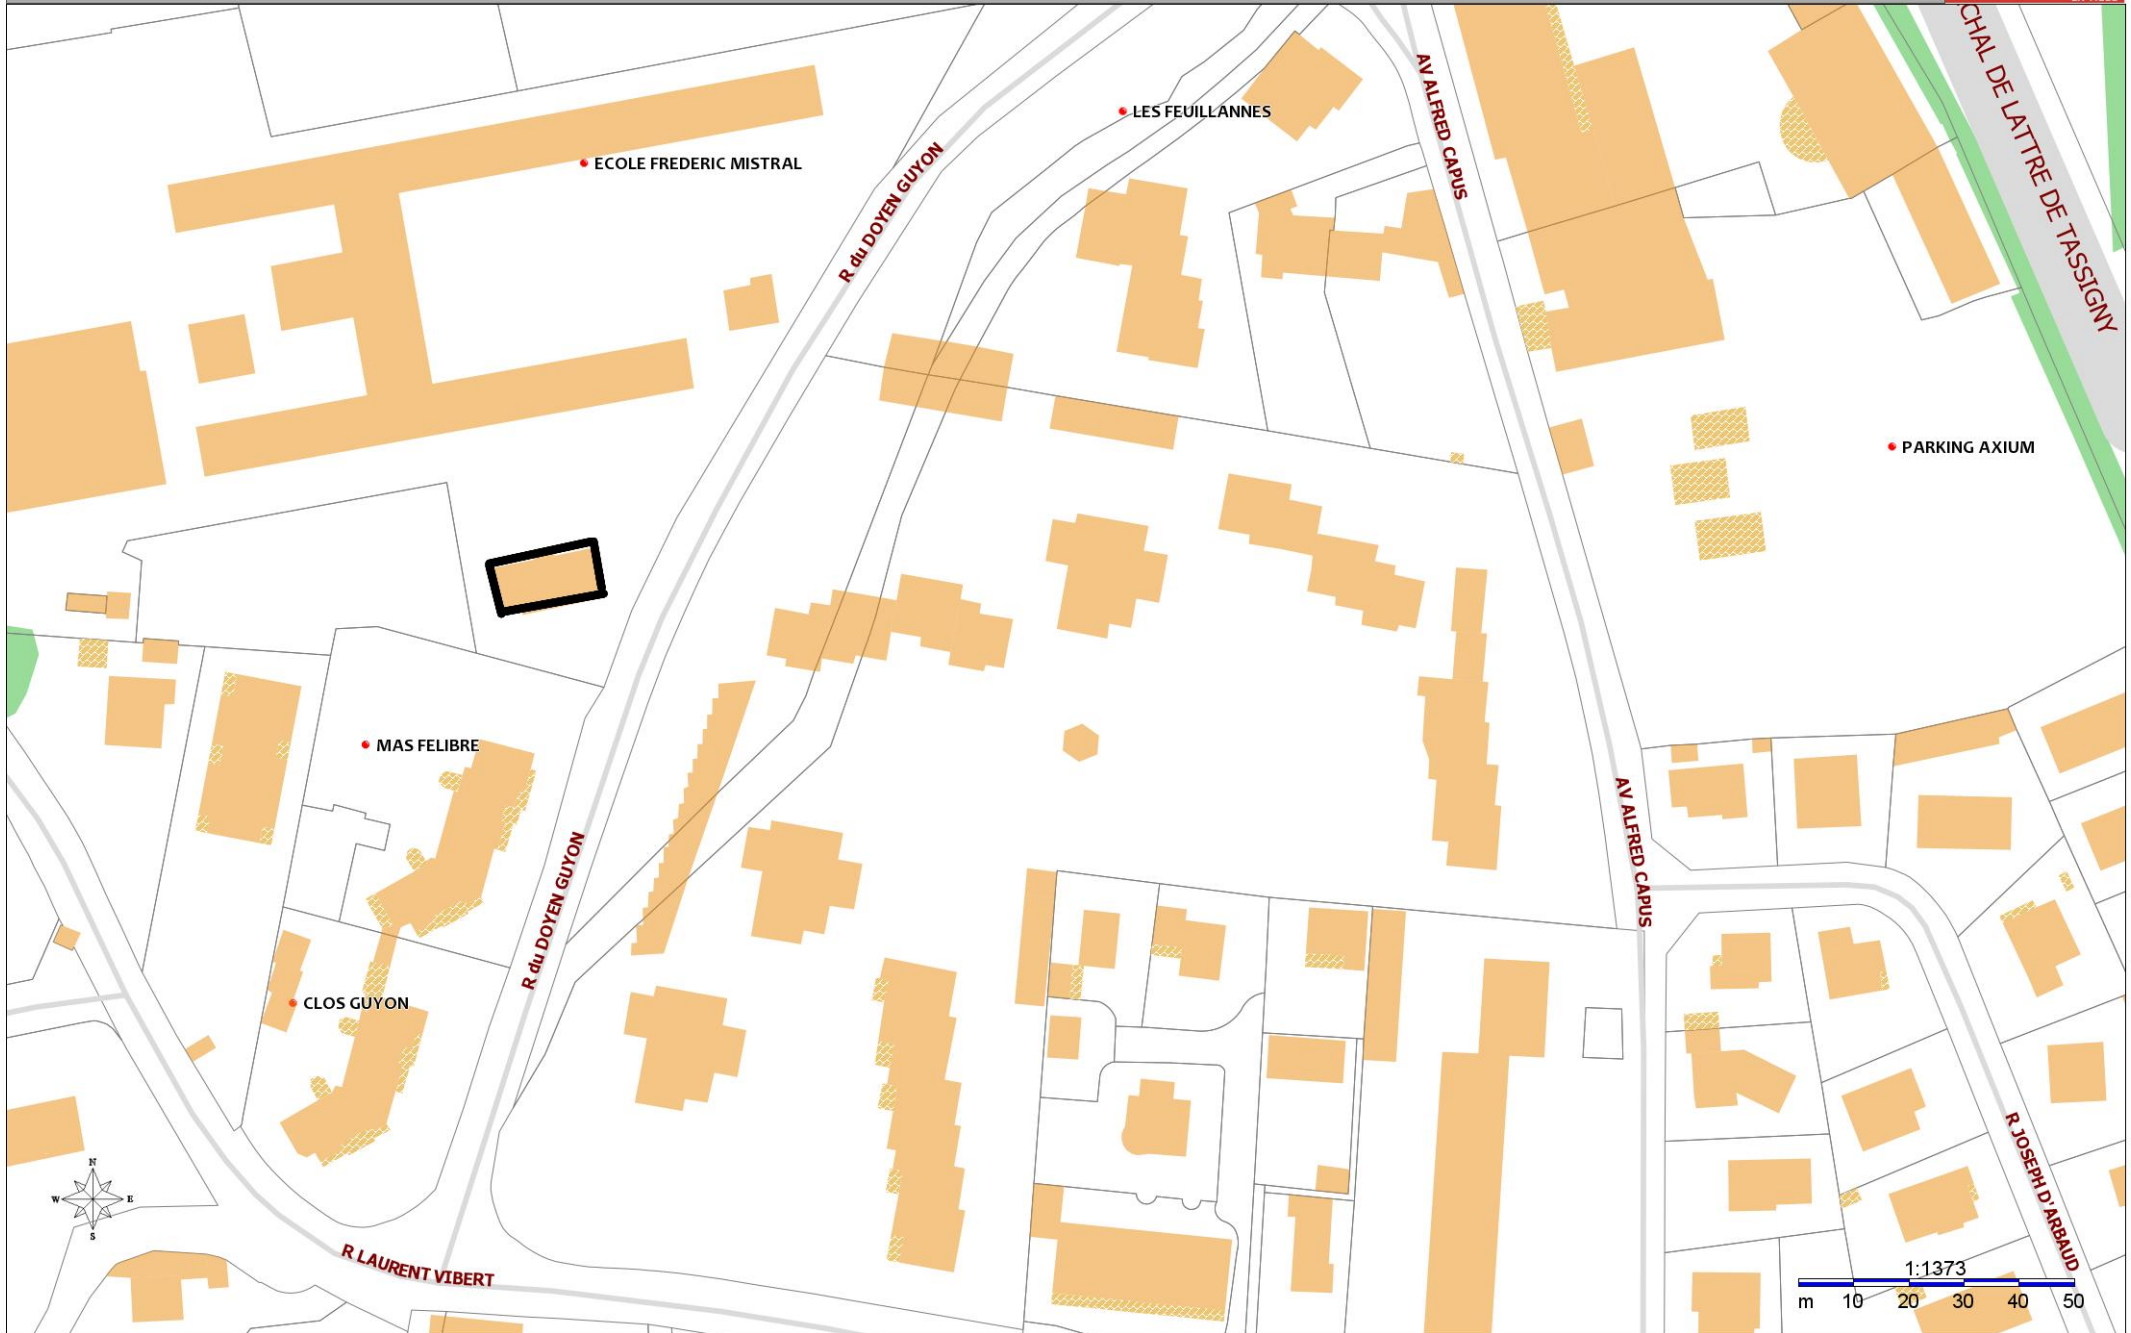 CHAL DE LATTRE DE TASSIGNY
AV ALFRED CAPUS
LES FEUILLANNES
ECOLE FREDERIC MISTRAL
R du DOYEN GUYON
PARKING AXIUM
MAS FELIBRE
AV ALFRED CAPUS
R du DOYEN GUYON
CLOS GUYON
R JOSEPH D'ARBAUD
N
W E
S
R LAURENT VIBERT
1:1373
m 10 20 30 40 50